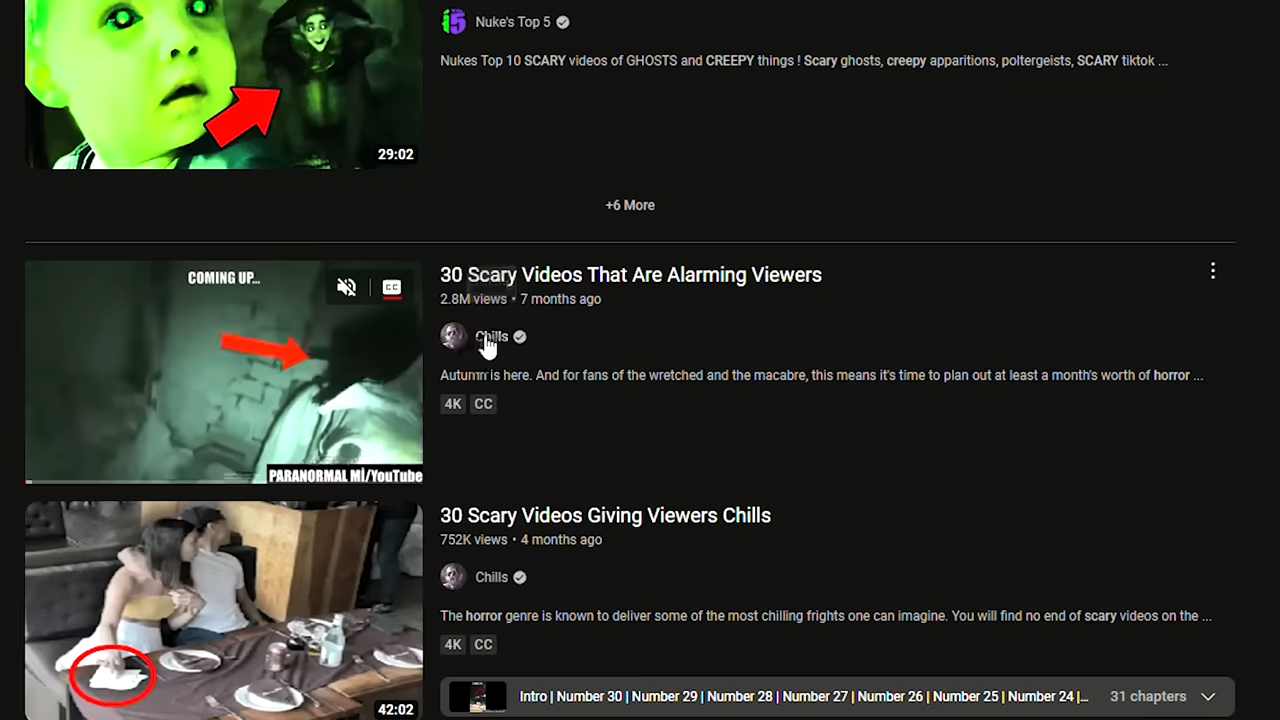 Nuke's Top 5
Nukes Top 10 SCARY videos of GHOSTS and CREEPY things ! Scary ghosts, creepy apparitions, poltergeists, SCARY tiktok ...
29:02
+6 More
COMING UP...
CC
PARANORMAL Mİ/YouTube
30 Scary Videos That Are Alarming Viewers
2.8M views • 7 months ago
Chills
Autumn is here. And for fans of the wretched and the macabre, this means it's time to plan out at least a month's worth of horror ...
4K CC
30 Scary Videos Giving Viewers Chills
752K views • 4 months ago
Chills
The horror genre is known to deliver some of the most chilling frights one can imagine. You will find no end of scary videos on the ...
4K CC
42:02
Intro | Number 30 | Number 29 | Number 28 | Number 27 | Number 26 | Number 25 | Number 24 |... 31 chapters